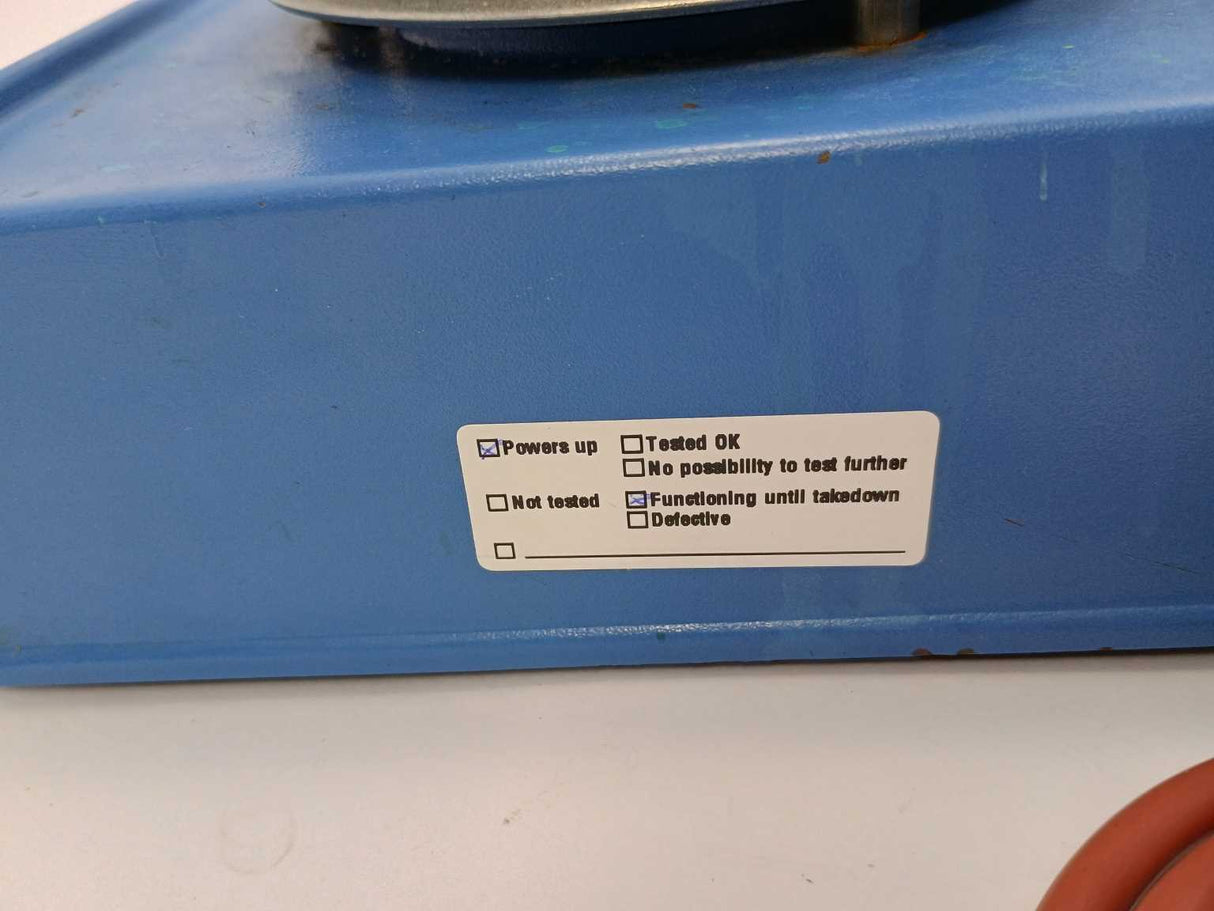 Powers up
Tested OK
No possibility to test further
Not tested
Functioning until takedown
Defective